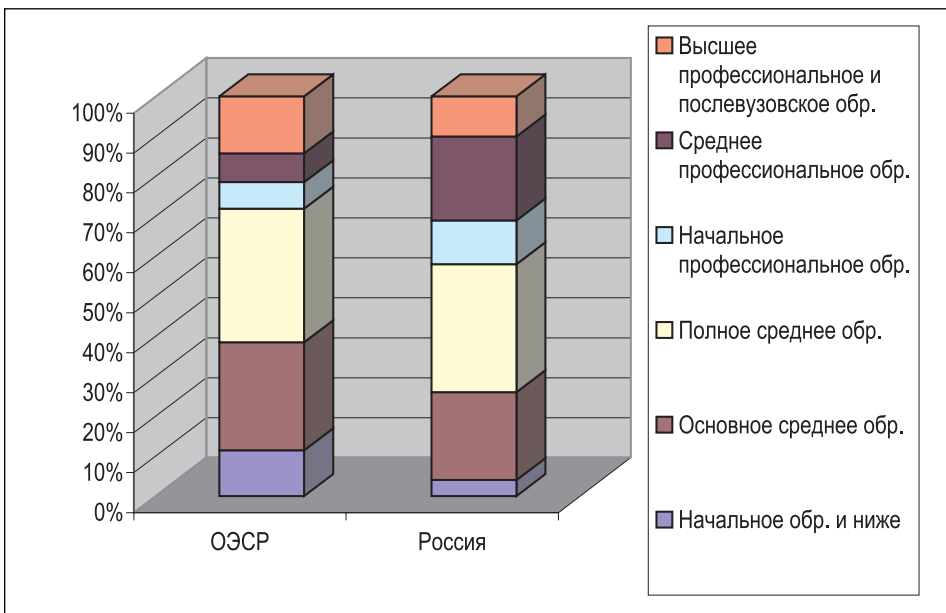 100%
90%
80%
70%
60%
50%
40%
30%
20%
10%
0%
ОЭСР
Россия
Высшее
профессиональное и
послевузовское обр.
Среднее
профессиональное обр.
Начальное
профессиональное обр.
Полное среднее обр.
Основное среднее обр.
Начальное обр. и ниже